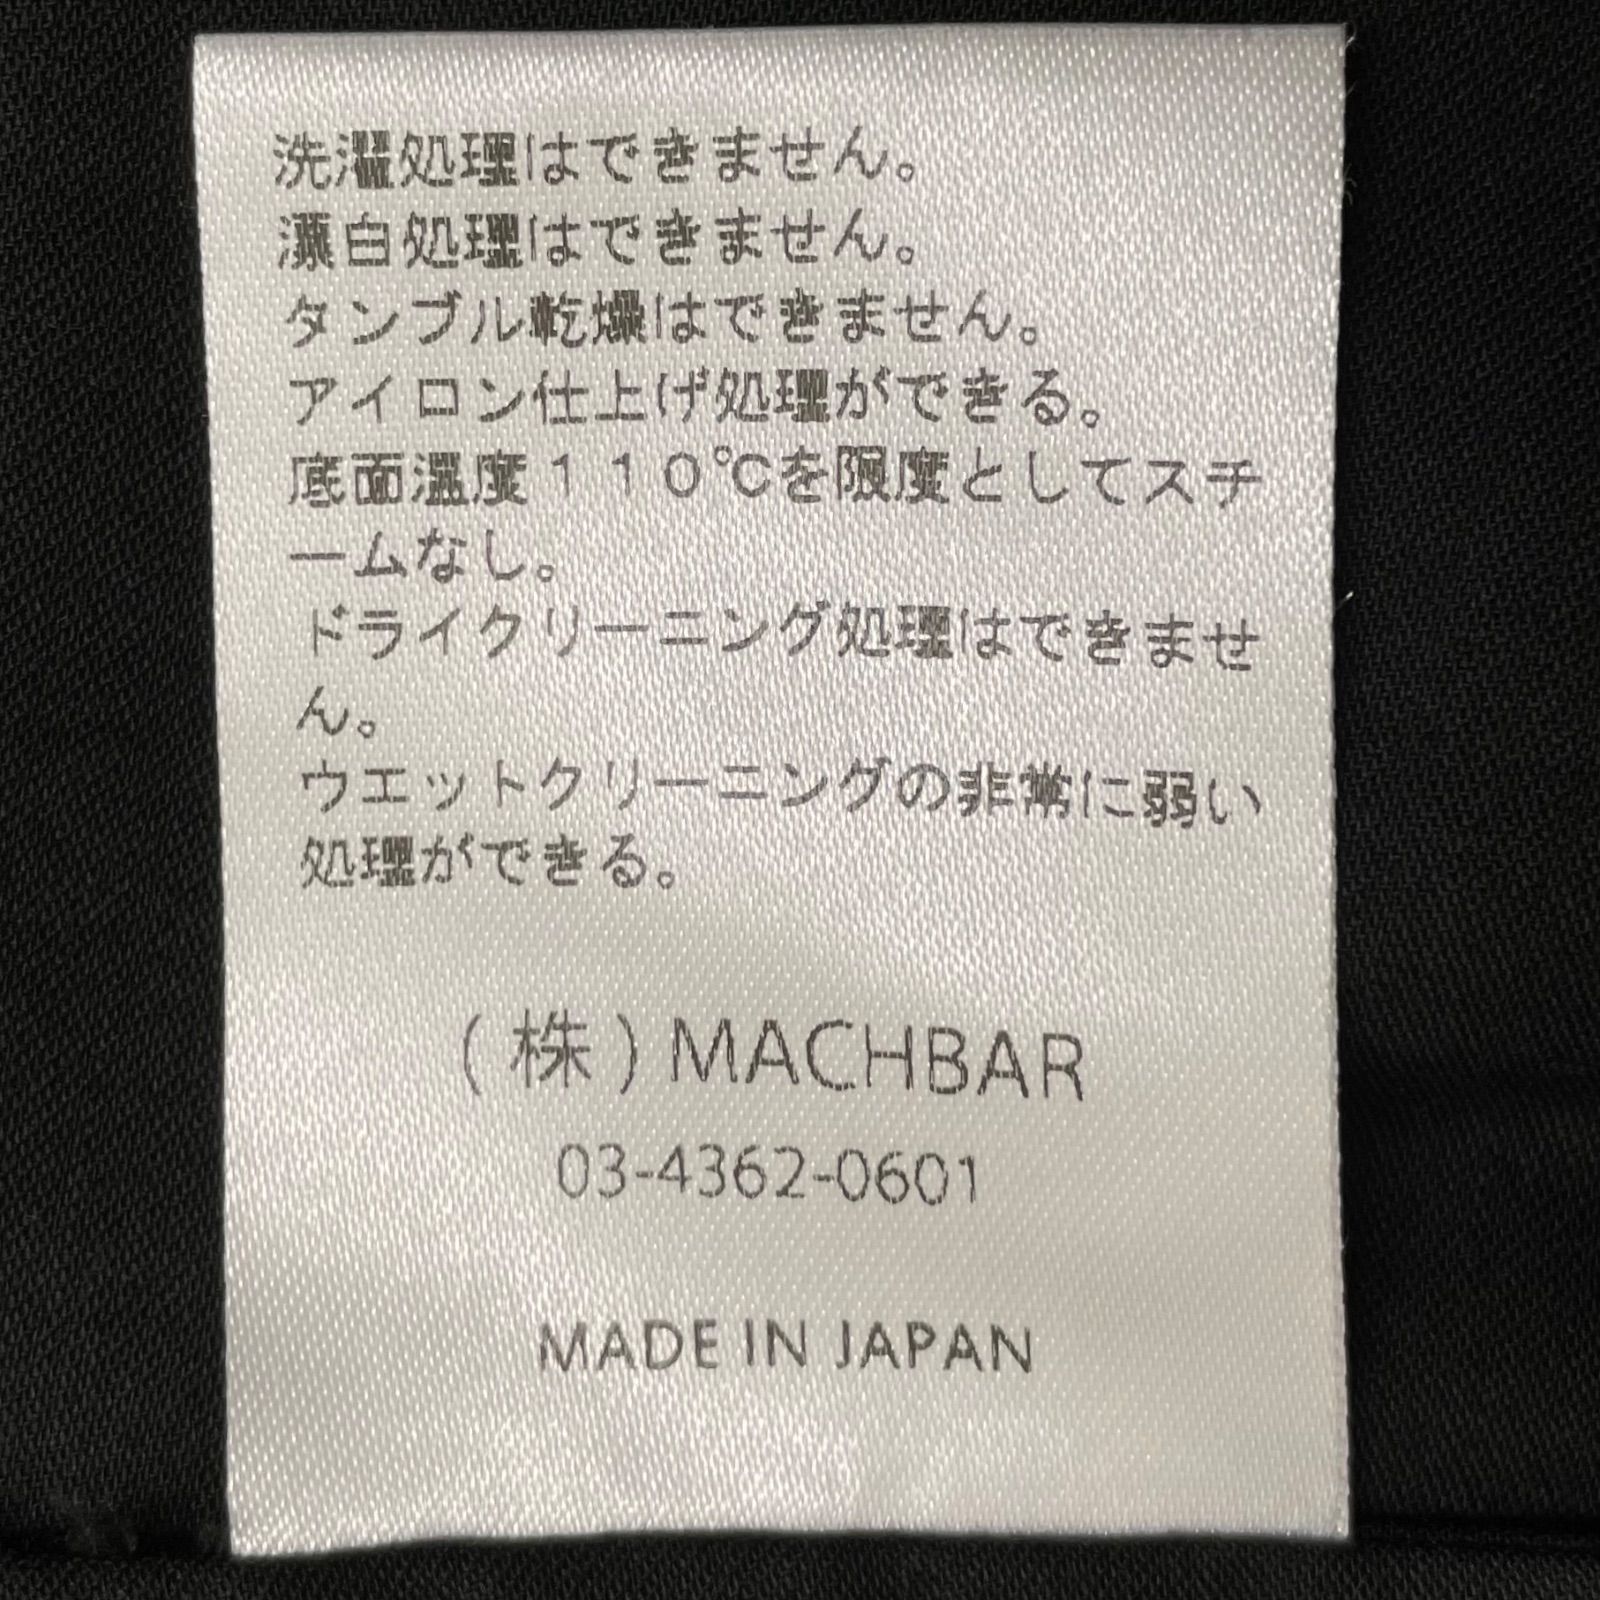 洗濯処理はできません。
漂白処理はできません。
タンブル乾燥はできません。
アイロン仕上げ処理ができる。
底面温度１１０℃を限度としてスチ
ームなし。
ドライクリーニング処理はできませ
ん。
ウエットクリーニングの非常に弱い
処理ができる。
(株)MACHBAR
03-4362-0601
MADE IN JAPAN